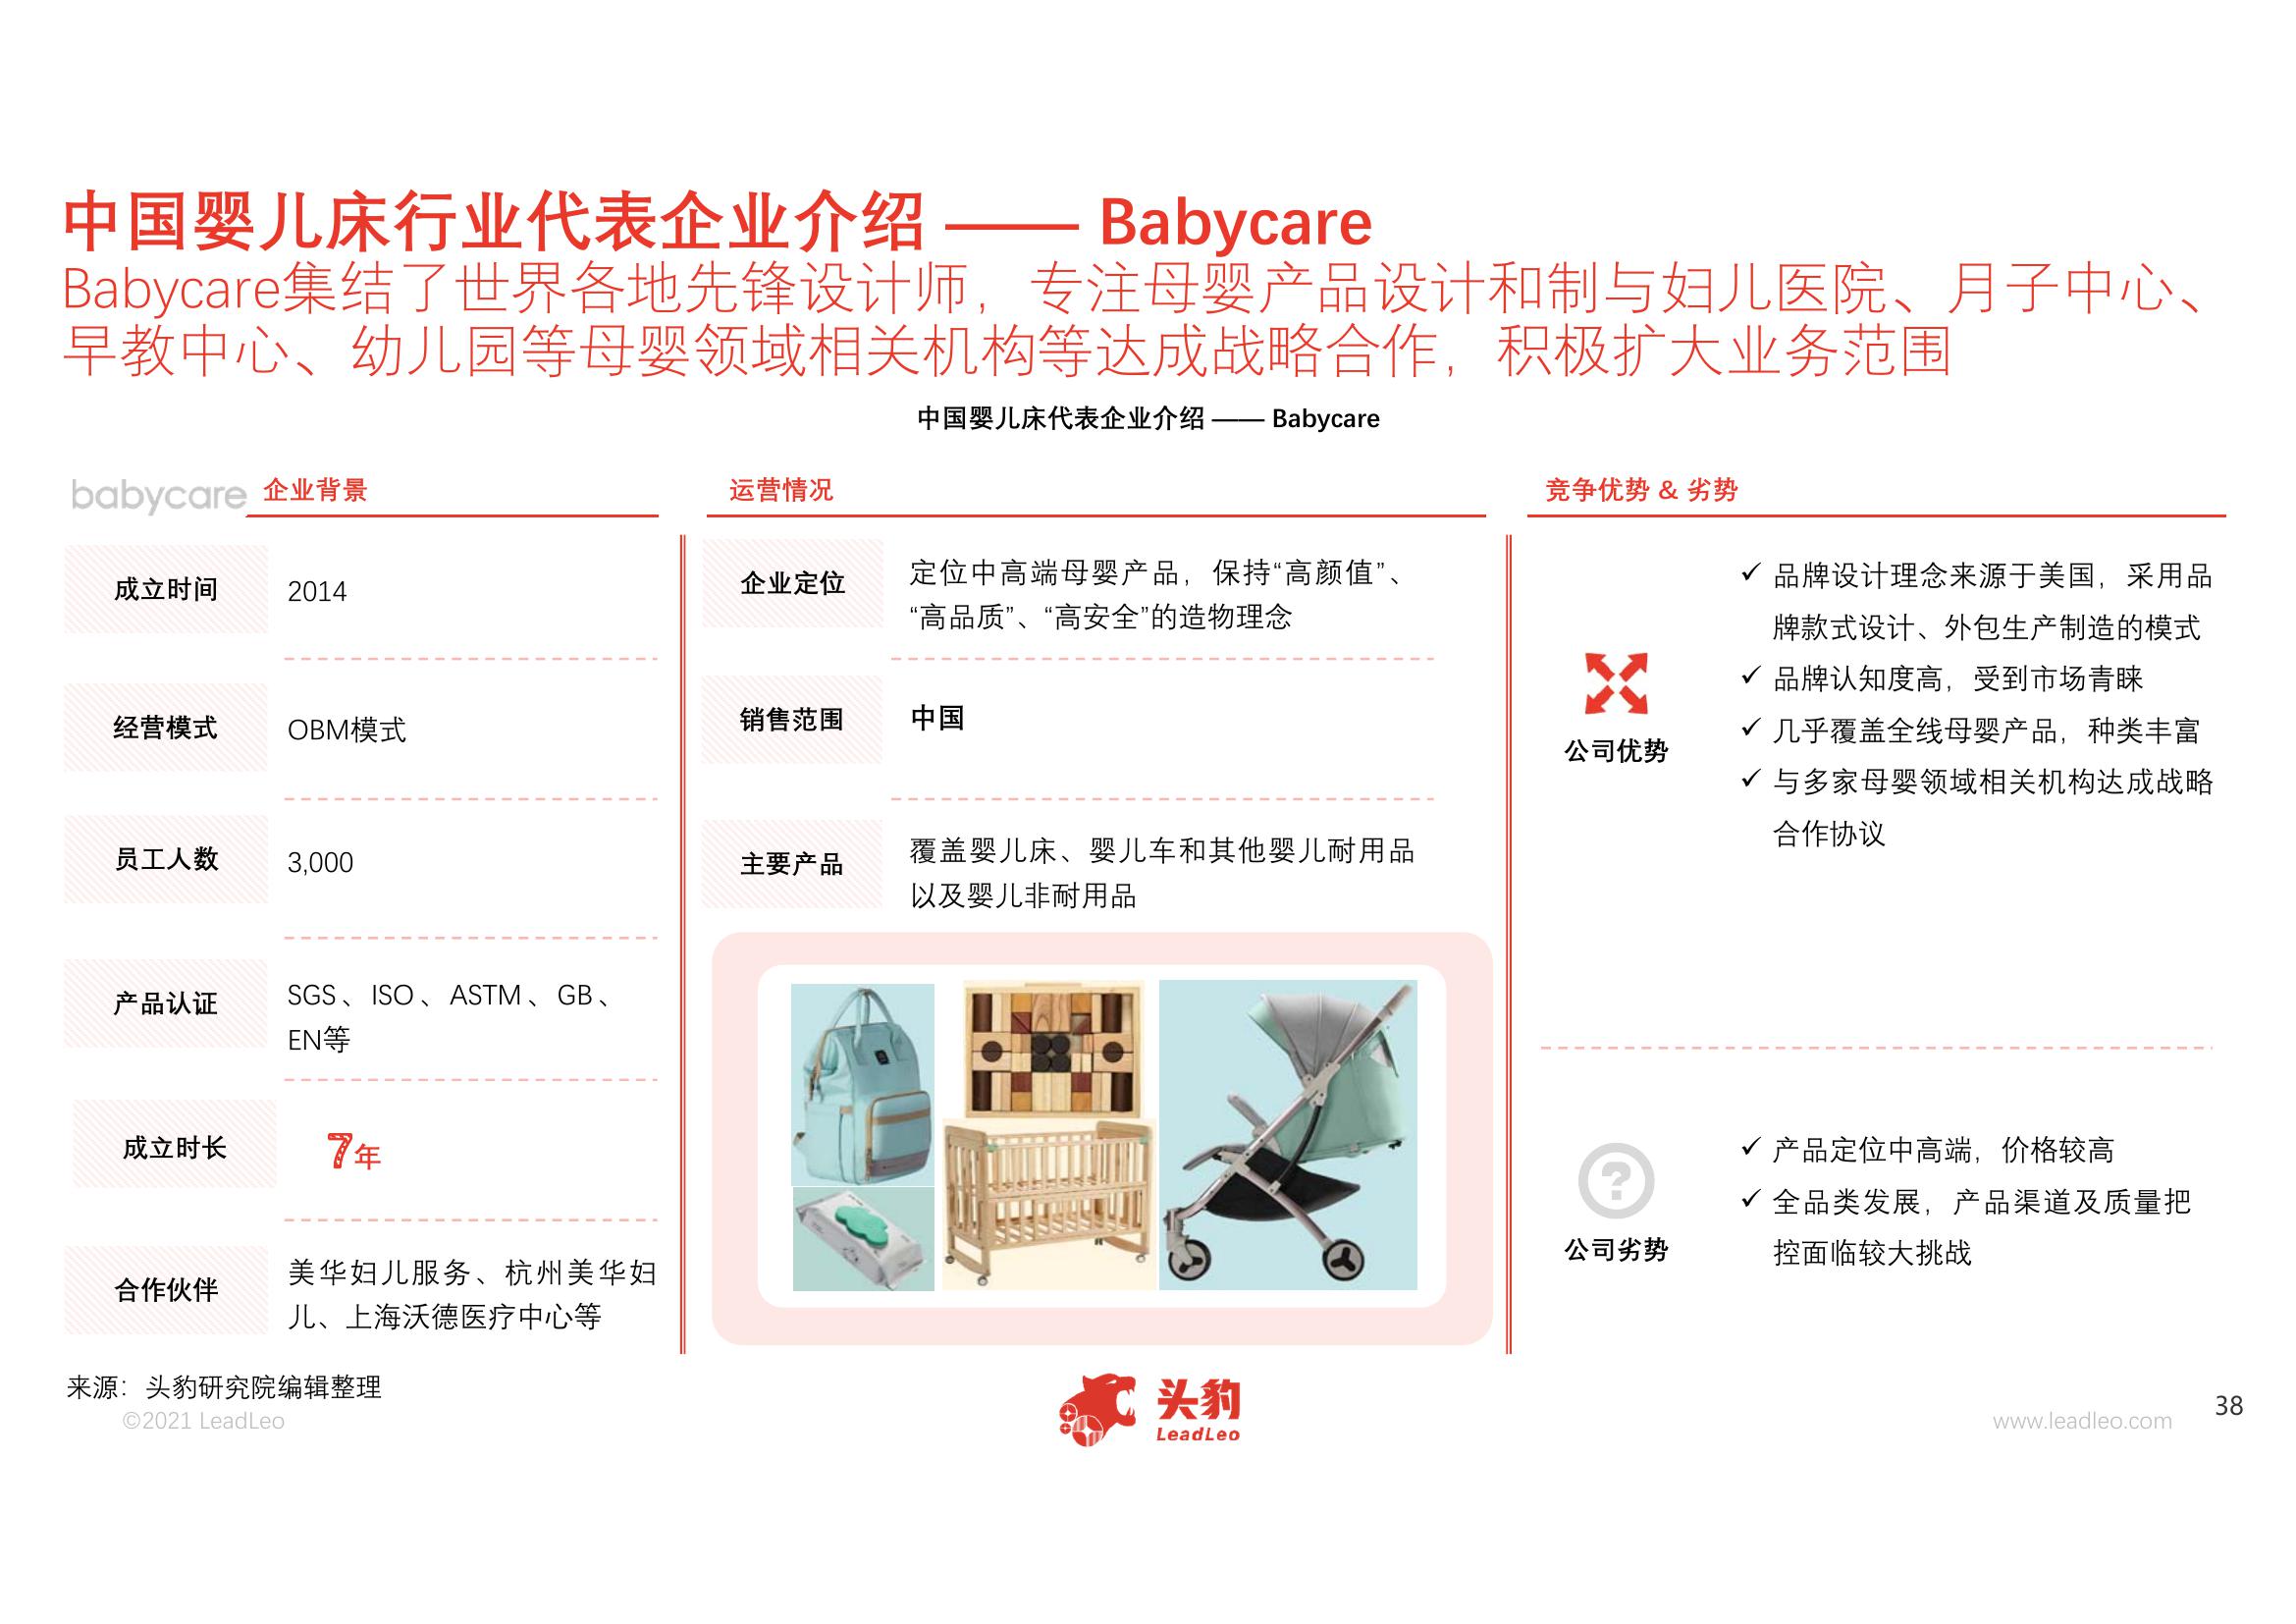 中国婴儿床行业代表企业介绍 —— Babycare
Babycare集结了世界各地先锋设计师，专注母婴产品设计和制与妇儿医院、月子中心、
早教中心、幼儿园等母婴领域相关机构等达成战略合作，积极扩大业务范围
中国婴儿床代表企业介绍 —— Babycare
babycare 企业背景
成立时间
2014
经营模式
OBM模式
员工人数
3,000
产品认证
SGS、ISO、ASTM、GB、
EN等
成立时长
7年
合作伙伴
美华妇儿服务、杭州美华妇
儿、上海沃德医疗中心等
运营情况
企业定位
定位中高端母婴产品，保持“高颜值”、
“高品质”、“高安全”的造物理念
销售范围
中国
主要产品
覆盖婴儿床、婴儿车和其他婴儿耐用品
以及婴儿非耐用品
竞争优势 & 劣势
公司优势
✓ 品牌设计理念来源于美国，采用品
牌款式设计、外包生产制造的模式
✓ 品牌认知度高，受到市场青睐
✓ 几乎覆盖全线母婴产品，种类丰富
✓ 与多家母婴领域相关机构达成战略
合作协议
?
公司劣势
✓ 产品定位中高端，价格较高
✓ 全品类发展，产品渠道及质量把
控面临较大挑战
来源：头豹研究院编辑整理
©2021 LeadLeo
头豹
LeadLeo
www.leadleo.com
38